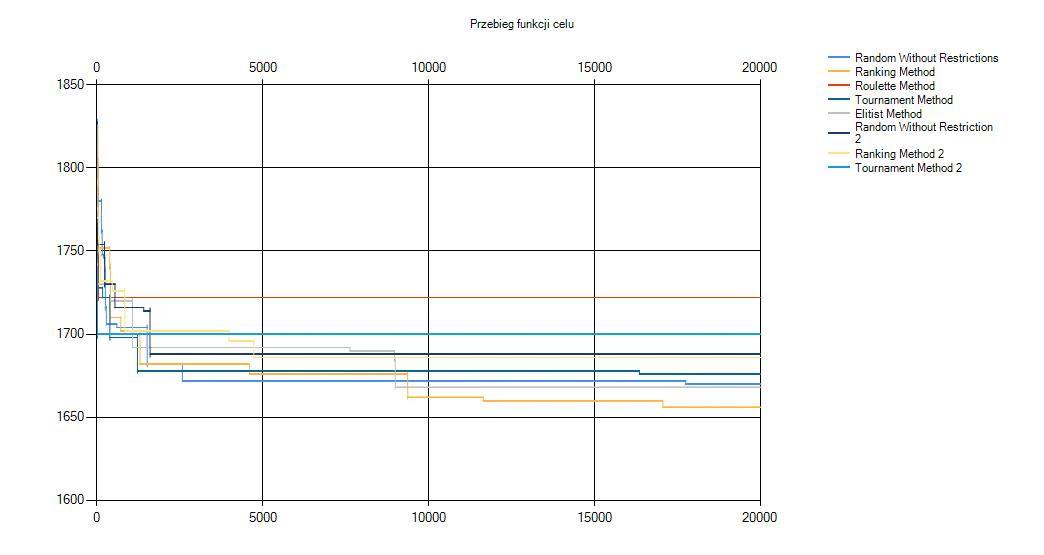 Przebieg funkcji celu
0 5000 10000 15000 20000
1850
1800
1750
1700
1650
1600
0 5000 10000 15000 20000
Random Without Restrictions
Ranking Method
Roulette Method
Tournament Method
Elitist Method
Random Without Restriction
2
Ranking Method 2
Tournament Method 2